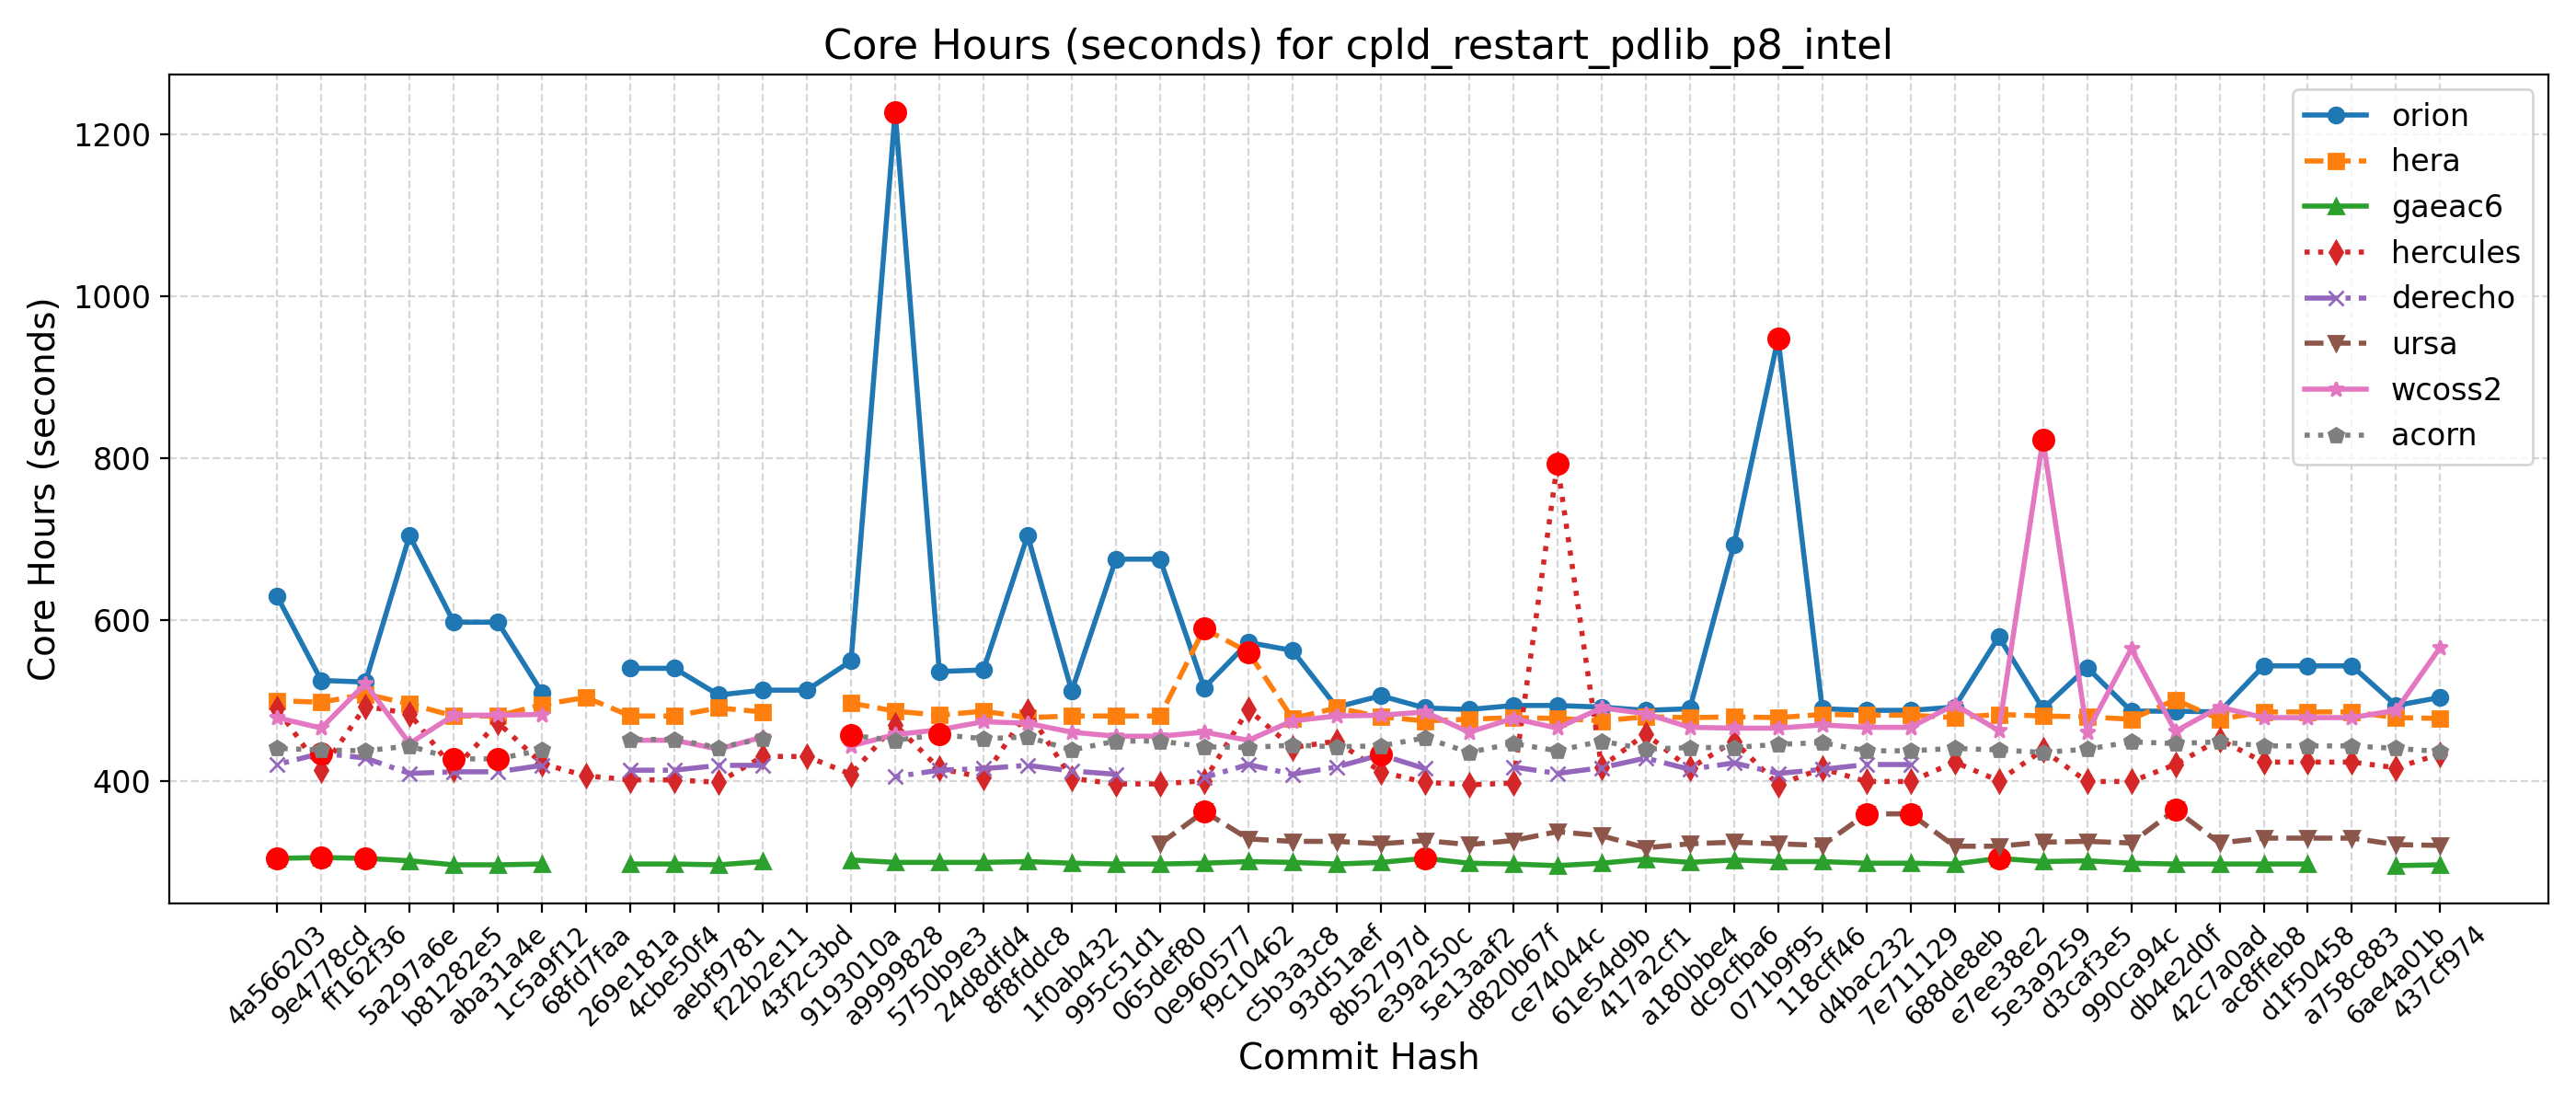 Core Hours (seconds) for cpld_restart_pdlib_p8_intel
Core Hours (seconds)
1200
1000
800
600
400
orion
hera
gaeac6
hercules
derecho
ursa
wcoss2
acorn
4a566203
9e4778cd
ff162f36
5a297a6e
b81282e5
aba31a4e
1c5a9f12
68fd7faa
269e181a
4cbe50f4
aebf9781
f22b2e11
43f2c3bd
9193010a
a9999828
5750b9e3
24d8dfd4
8f8fddc8
1f0ab432
995c51d1
065def80
0e960577
f9c10462
c5b3a3c8
93d51aef
8b52797d
e39a250c
5e13aaf2
d820b67f
ce74044c
61e54d9b
417a2cf1
a180bbe4
dc9cfba6
071b9f95
118cff46
d4bac232
7e711129
688de8eb
e7ee38e2
5e3a9259
d3caf3e5
990ca94c
db4e2d0f
42c7a0ad
ac8ffeb8
d1f50458
a758c883
6ae4a01b
437cf974
Commit Hash